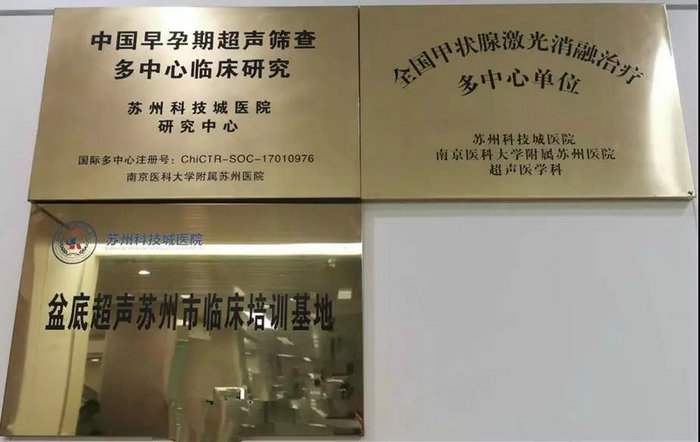 中国早孕期超声筛查
多中心临床研究
苏州科技城医院
研究中心
国际多中心注册号：ChiCTR-SOC-17010976
南京医科大学附属苏州医院
全国甲状腺激光消融治疗
多中心单位
苏州科技城医院
南京医科大学附属苏州医院
超声医学科
苏州科技城医院
盆底超声苏州市临床培训基地